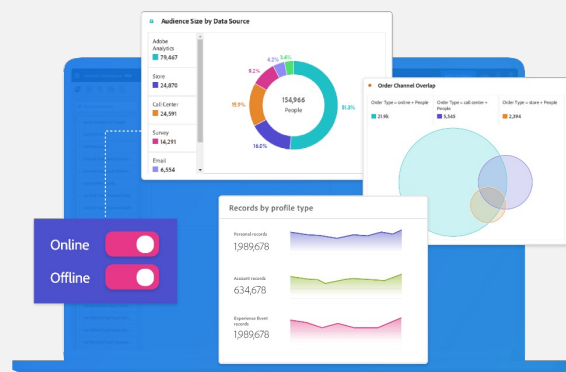 Audience Size by Data Source
Adobe
Analytics
79,467
Store
24,870
Call Center
24,591
Survey
14,291
Email
6,554
4.2% 3.4%
9.2%
15.9%
51.3%
16.0%
154,966
People
Order Channel Overlap
Order Type = online + People
Order Type = call center +
People
Order Type = store + People
21.9k
5,545
2,394
Records by profile type
Personal records
1,989,678
Account records
634,678
Experience Event
records
1,989,678
Online
Offline